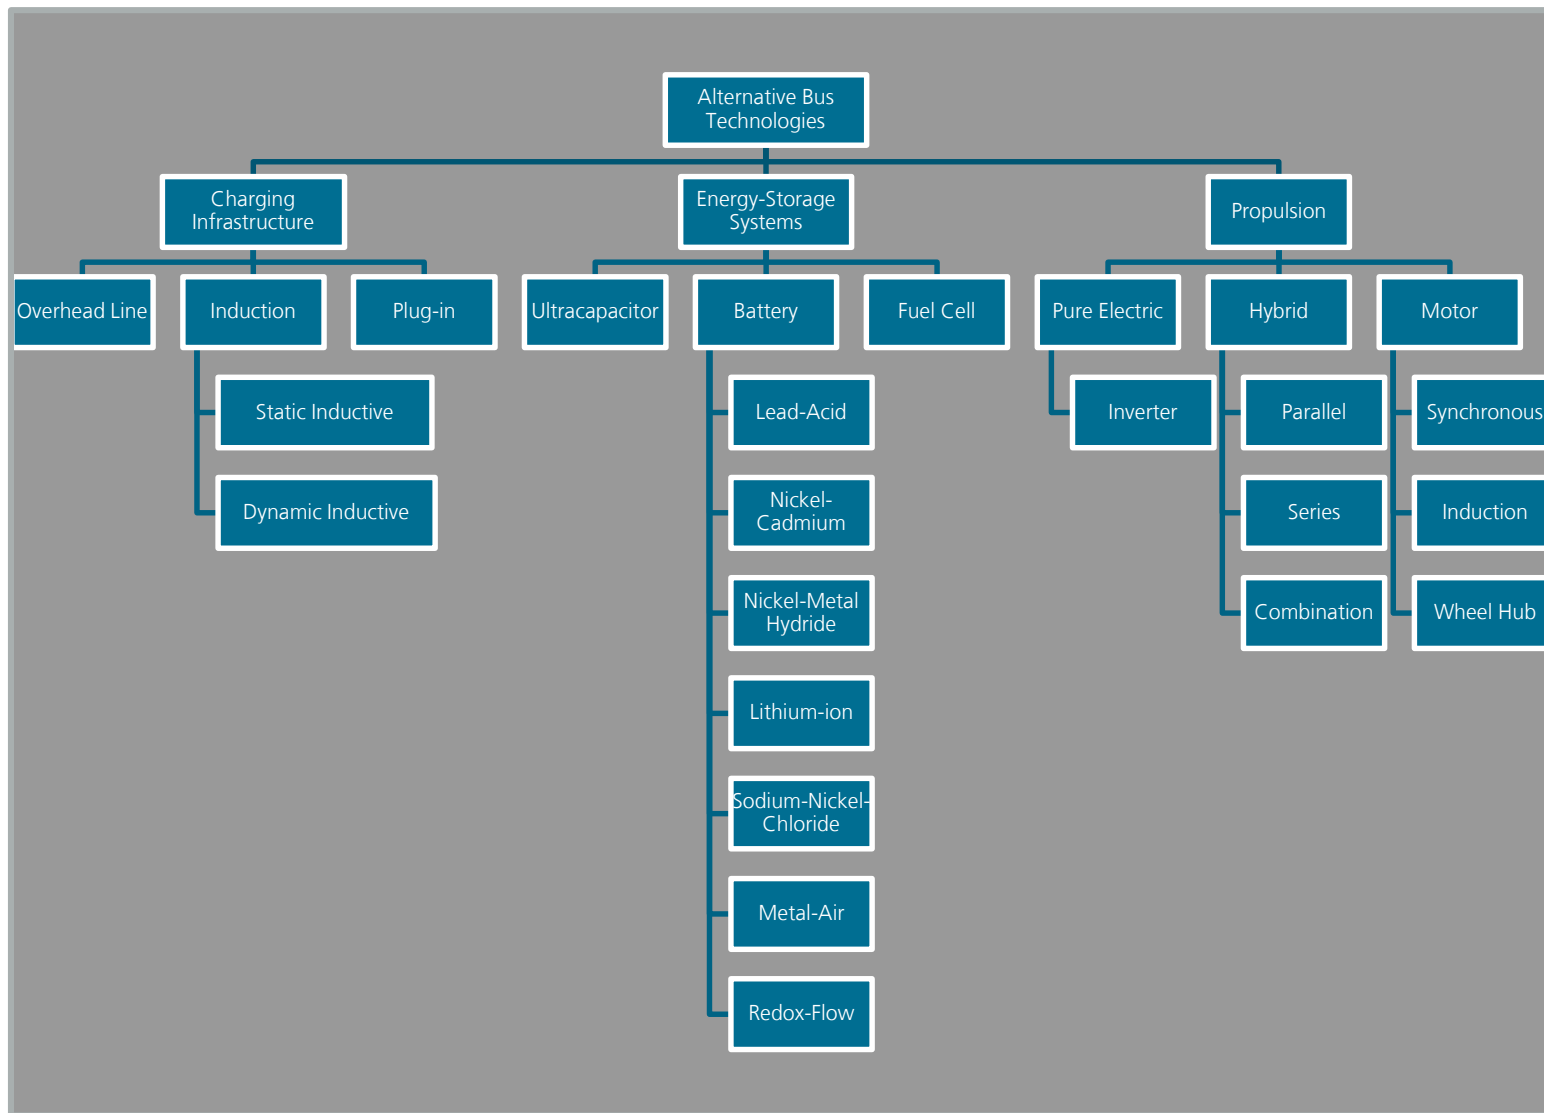 Alternative Bus
Technologies
Charging
Infrastructure
Energy-Storage
Systems
Propulsion
Overhead Line
Induction
Plug-in
Ultracapacitor
Battery
Fuel Cell
Pure Electric
Hybrid
Motor
Static Inductive
Lead-Acid
Inverter
Parallel
Synchronous
Dynamic Inductive
Nickel-
Cadmium
Series
Induction
Nickel-Metal
Hydride
Combination
Wheel Hub
Lithium-ion
Sodium-Nickel-
Chloride
Metal-Air
Redox-Flow